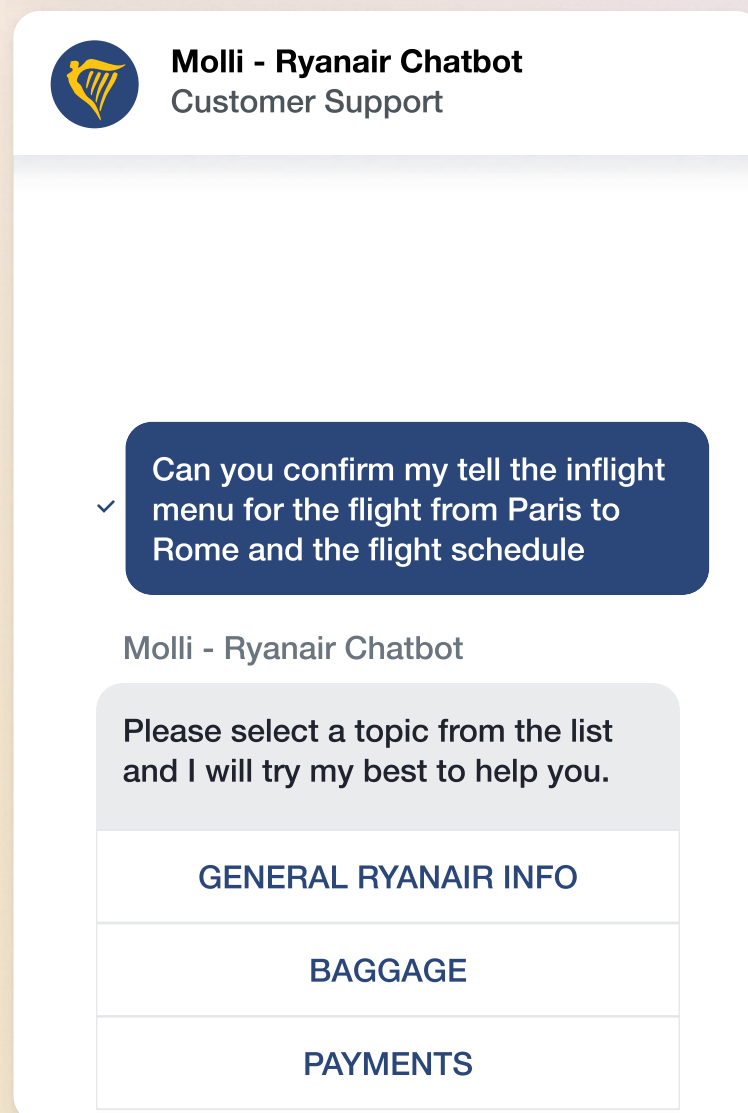 Molli - Ryanair Chatbot
Customer Support
Can you confirm my tell the inflight
menu for the flight from Paris to
Rome and the flight schedule
Molli - Ryanair Chatbot
Please select a topic from the list
and I will try my best to help you.
GENERAL RYANAIR INFO
BAGGAGE
PAYMENTS